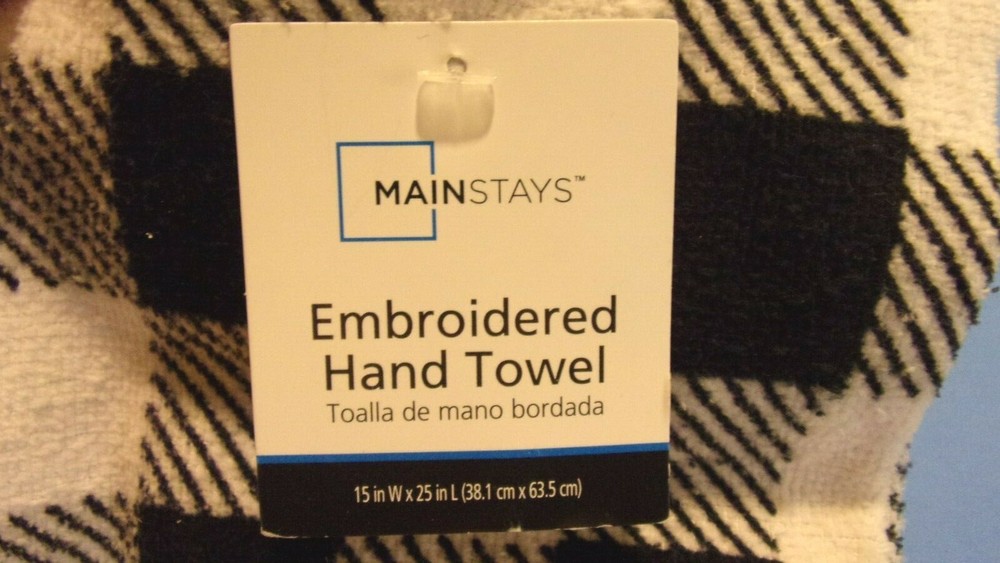 MAINSTAYS™
Embroidered
Hand Towel
Toalla de mano bordada
15 in W x 25 in L (38.1 cm x 63.5 cm)